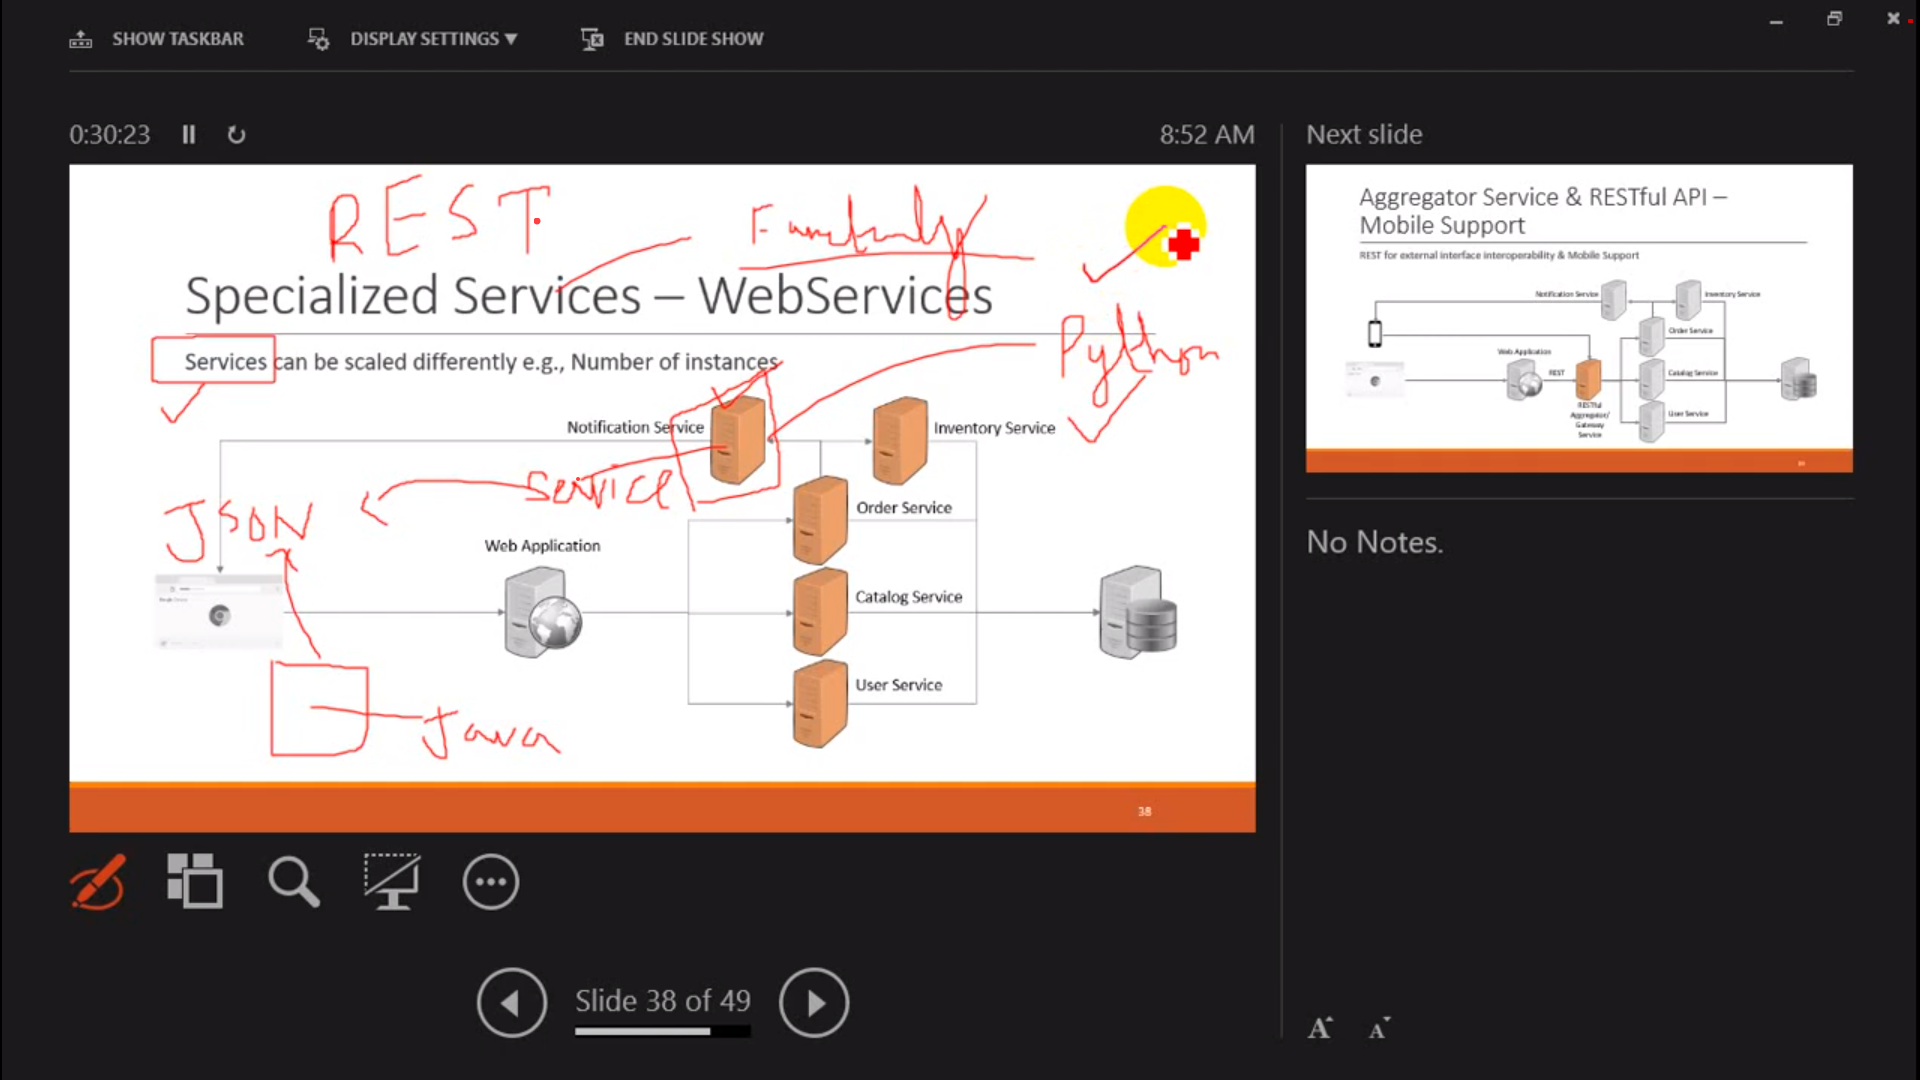 SHOW TASKBAR
DISPLAY SETTINGS ▼
END SLIDE SHOW
0:30:23
8:52 AM
REST
Specialized Services – WebServices
Services can be scaled differently e.g., Number of instances
Python
Notification Service
Inventory Service
Service
JSON
Order Service
Web Application
Catalog Service
User Service
Java
38
Slide 38 of 49
Next slide
Aggregator Service & RESTful API –
Mobile Support
REST for external interface interoperability & Mobile Support
Notification Service
Inventory Service
Order Service
Web Application
REST
Catalog Service
RESTful
Aggregator/
Gateway
Service
User Service
No Notes.
A
A